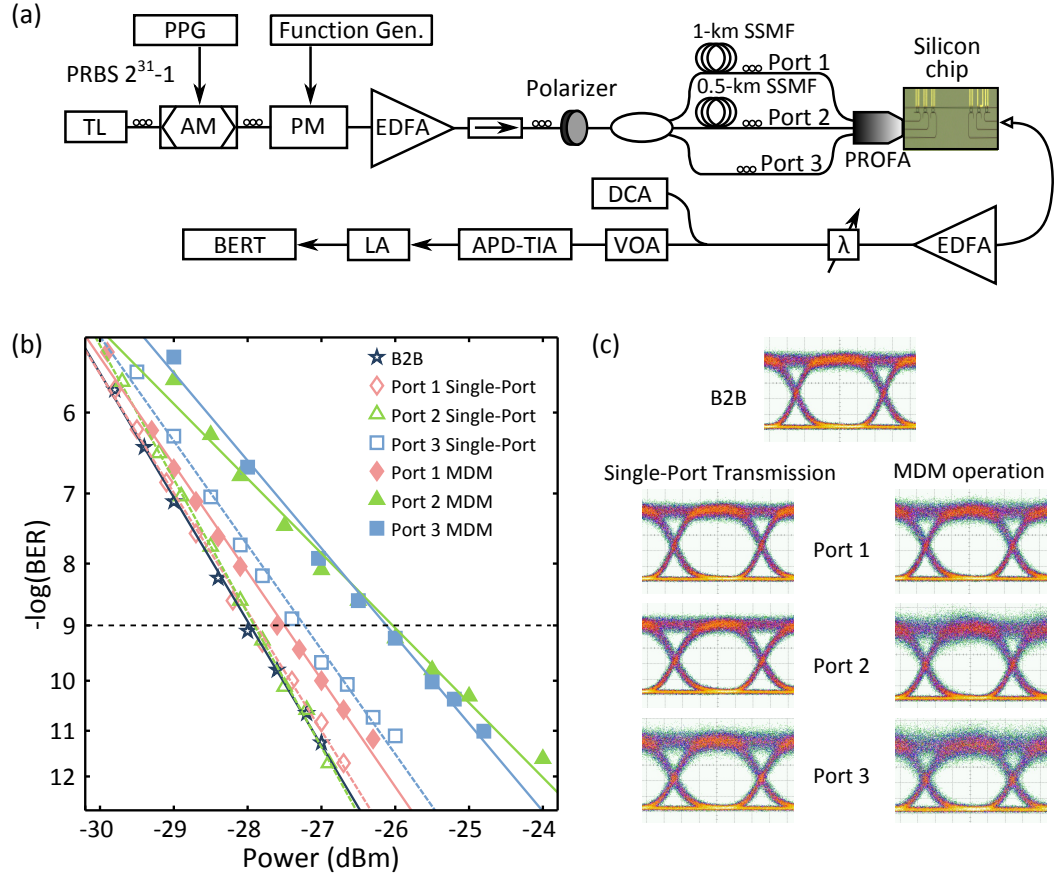 (a)
PPG
Function Gen.
PRBS 2³¹-1
TL
AM
PM
EDFA
Polarizer
1-km SSMF
Port 1
0.5-km SSMF
Port 2
Port 3
PROFA
Silicon
chip
BERT
LA
APD-TIA
VOA
DCA
λ
EDFA
(b)
-log(BER)
6
7
8
9
10
11
12
-30
-29
-28
-27
-26
-25
-24
Power (dBm)
B2B
Port 1 Single-Port
Port 2 Single-Port
Port 3 Single-Port
Port 1 MDM
Port 2 MDM
Port 3 MDM
(c)
B2B
Single-Port Transmission
MDM operation
Port 1
Port 2
Port 3